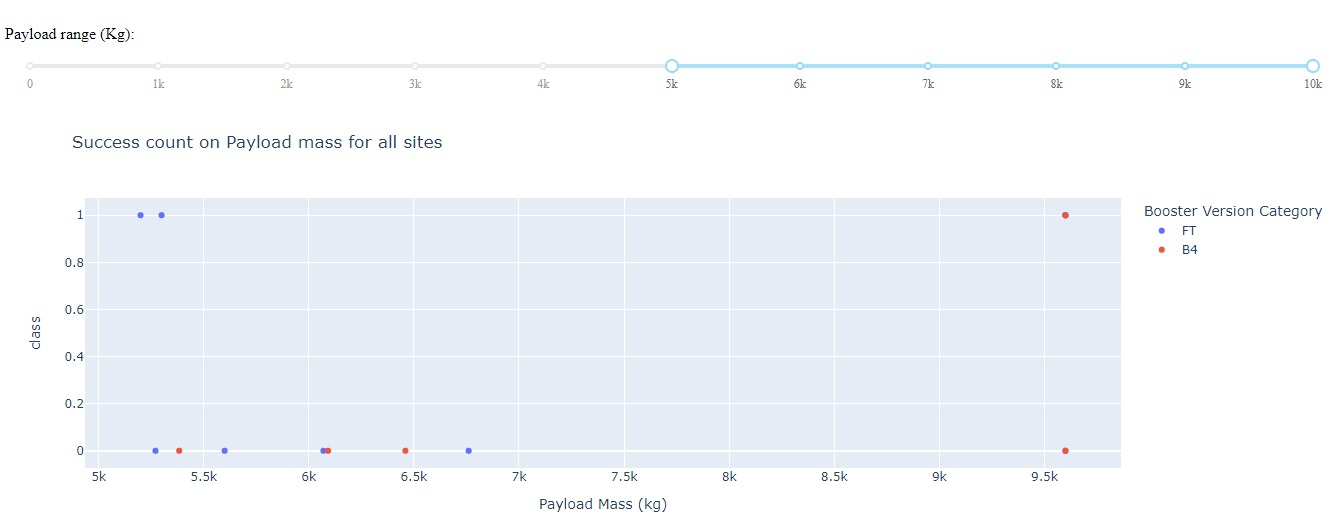 Payload range (Kg):
0 1k 2k 3k 4k 5k 6k 7k 8k 9k 10k
Success count on Payload mass for all sites
Booster Version Category
FT
B4
1
0.8
0.6
0.4
0.2
0
class
5k 5.5k 6k 6.5k 7k 7.5k 8k 8.5k 9k 9.5k
Payload Mass (kg)